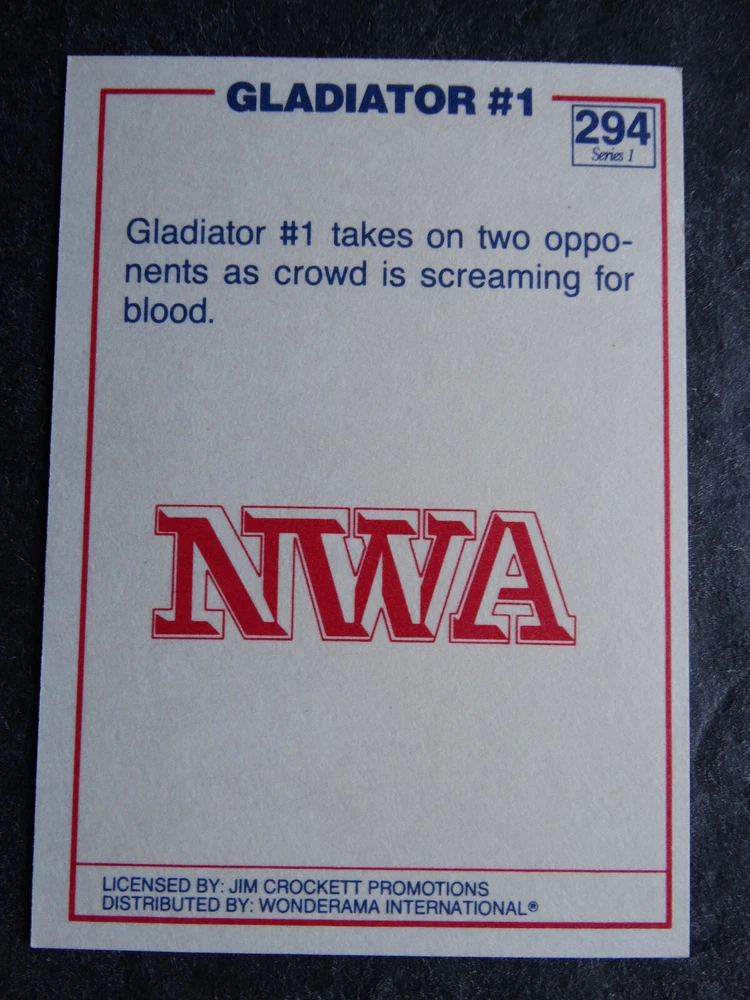 GLADIATOR #1
294
Series 1
Gladiator #1 takes on two oppo-
nents as crowd is screaming for
blood.
NWA
LICENSED BY: JIM CROCKETT PROMOTIONS
DISTRIBUTED BY: WONDERAMA INTERNATIONAL®